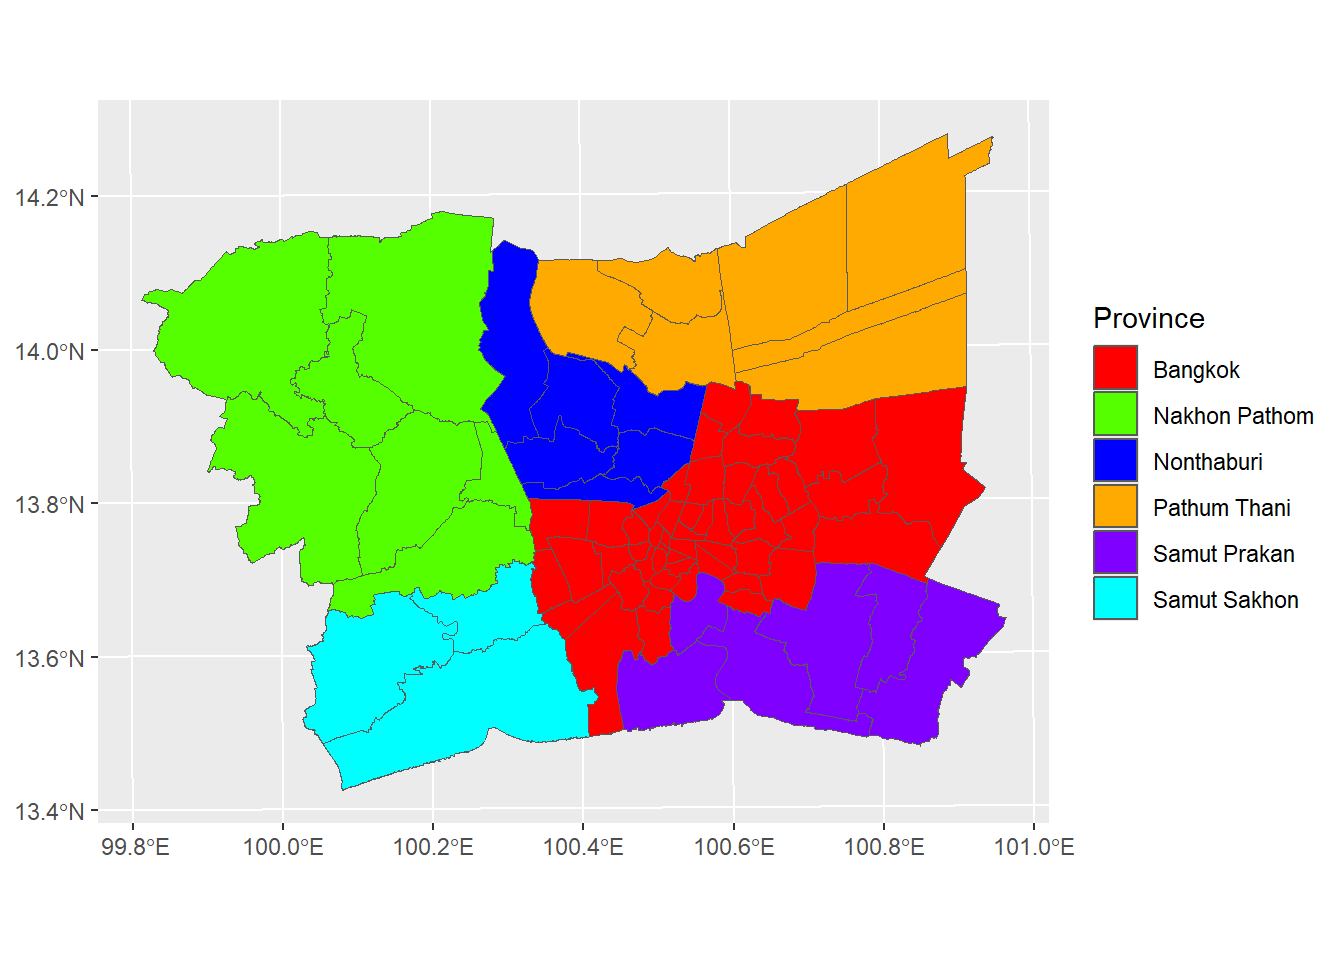 14.2°N
14.0°N
13.8°N
13.6°N
13.4°N
99.8°E 100.0°E 100.2°E 100.4°E 100.6°E 100.8°E 101.0°E
Province
Bangkok
Nakhon Pathom
Nonthaburi
Pathum Thani
Samut Prakan
Samut Sakhon